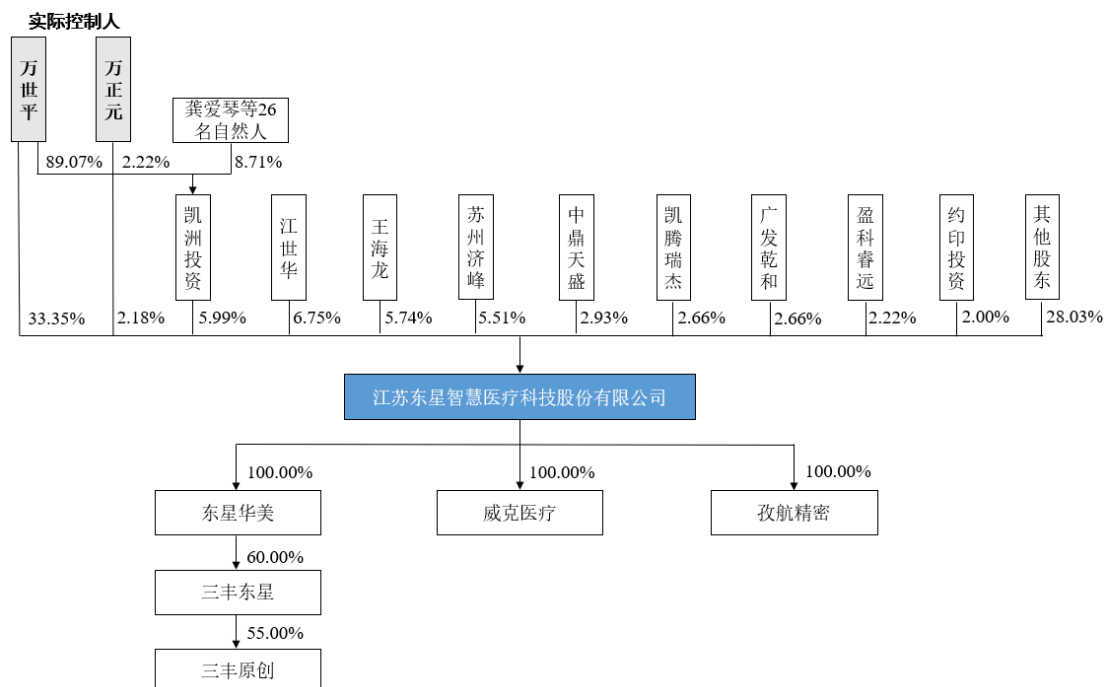 实际控制人
万世平
万正元
龚爱琴等26
名自然人
89.07%
2.22%
8.71%
凯洲投资
江世华
王海龙
苏州济峰
中鼎天盛
凯腾瑞杰
广发乾和
盈科睿远
约印投资
其他股东
33.35%
2.18%
5.99%
6.75%
5.74%
5.51%
2.93%
2.66%
2.66%
2.22%
2.00%
28.03%
江苏东星智慧医疗科技股份有限公司
100.00%
100.00%
100.00%
东星华美
威克医疗
孜航精密
60.00%
三丰东星
55.00%
三丰原创